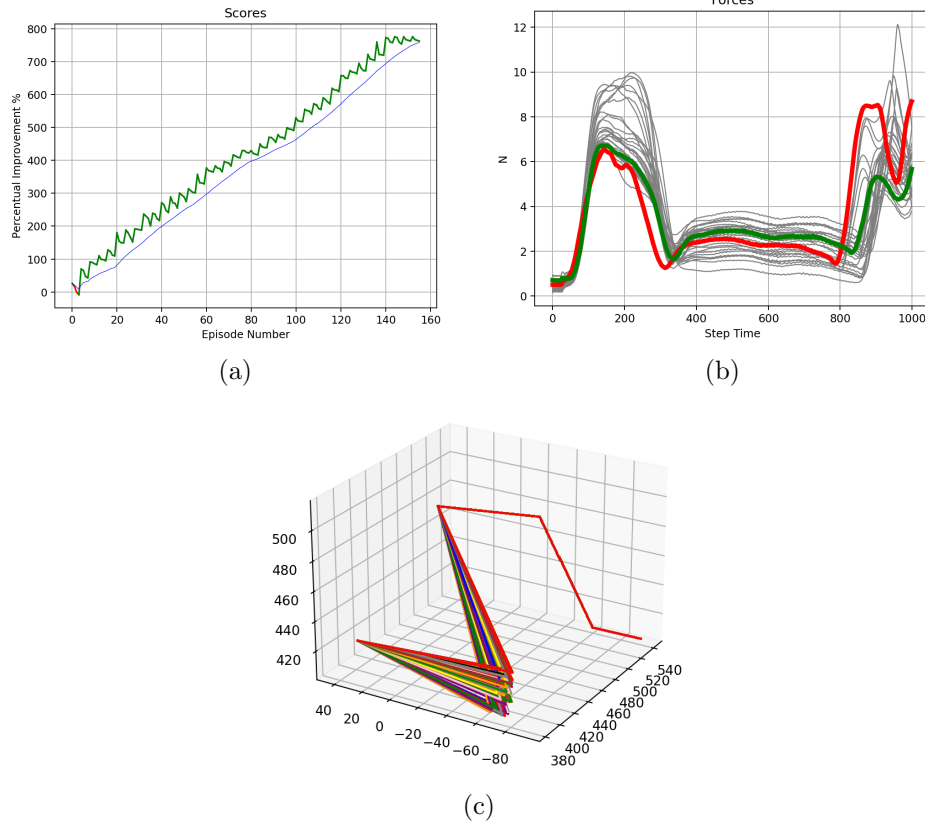 Scores
Percentual Improvement %
800
700
600
500
400
300
200
100
0
0 20 40 60 80 100 120 140 160
Episode Number
(a)
Forces
N
12
10
8
6
4
2
0
0 200 400 600 800 1000
Step Time
(b)
500
480
460
440
420
40 20 0 −20 −40 −60 −80
380 400 420 440 460 480 500 520 540
(c)